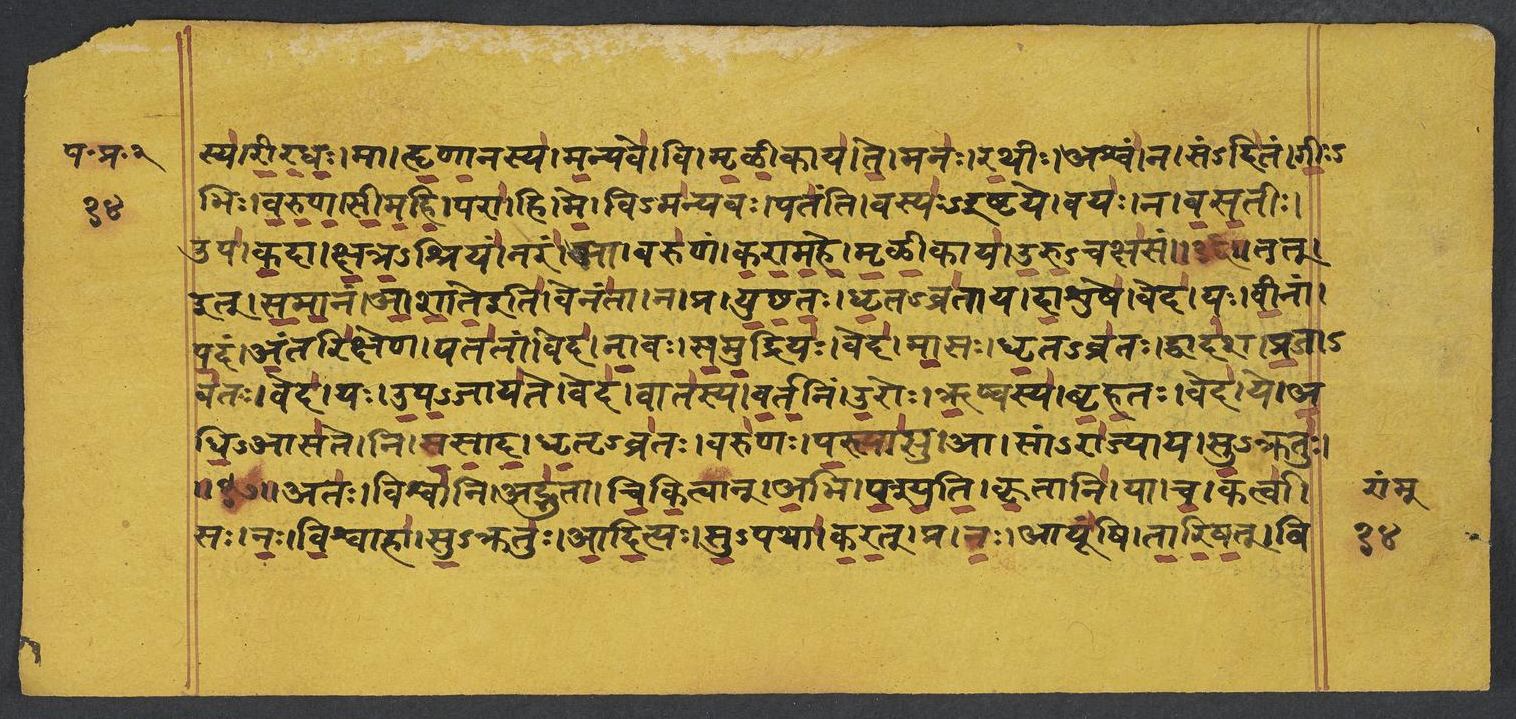 प॰ प्र॰ २
१४
स्य।रीरधः।मा।हृणानस्य।मन्यवे।वि।मृळीकाय।ते।मनः।रथीः।अश्वं।न।संऽदितं।गीःऽ
भिः।वरुण।सीमहि।परा।हि।मे।विऽमन्यवः।पतंति।वस्यःऽइष्टये।वयः।न।वसतीः।
उप।कदा।क्षत्रऽश्रियं।नरं।आ।वरुणं।करामहे।मृळीकाय।उरुऽचक्षसं॥१६॥तत्।
इत्।समानं।आशातेइति।वेनंता।न।प्र।युच्छतः।धृतऽव्रताय।दाशुषे।वेद।यः।वीनां।
पदं।अंतरिक्षेण।पततां।वेद।नावः।समुद्रियः।वेद।मासः।धृतऽव्रतः।द्वादश।प्रजाऽ
वतः।वेद।यः।उपऽजायते।वेद।वातस्य।वर्तनिं।उरोः।ऋष्वस्य।बृहतः।वेद।ये।अ
धिऽआसते।नि।ससाद।धृतऽव्रतः।वरुणः।पस्त्यासु।आ।सांऽराज्याय।सुऽक्रतुः।
॥१७॥अतः।विश्वानि।अद्भुता।चिकित्वान्।अभि।पश्यति।कृतानि।या।च।कर्त्वा।
सः।नः।विश्वाहा।सुऽक्रतुः।आदित्यः।सुऽपथा।करत्।प्र।नः।आयूंषि।तारिषत्।बि
रां मु
१४